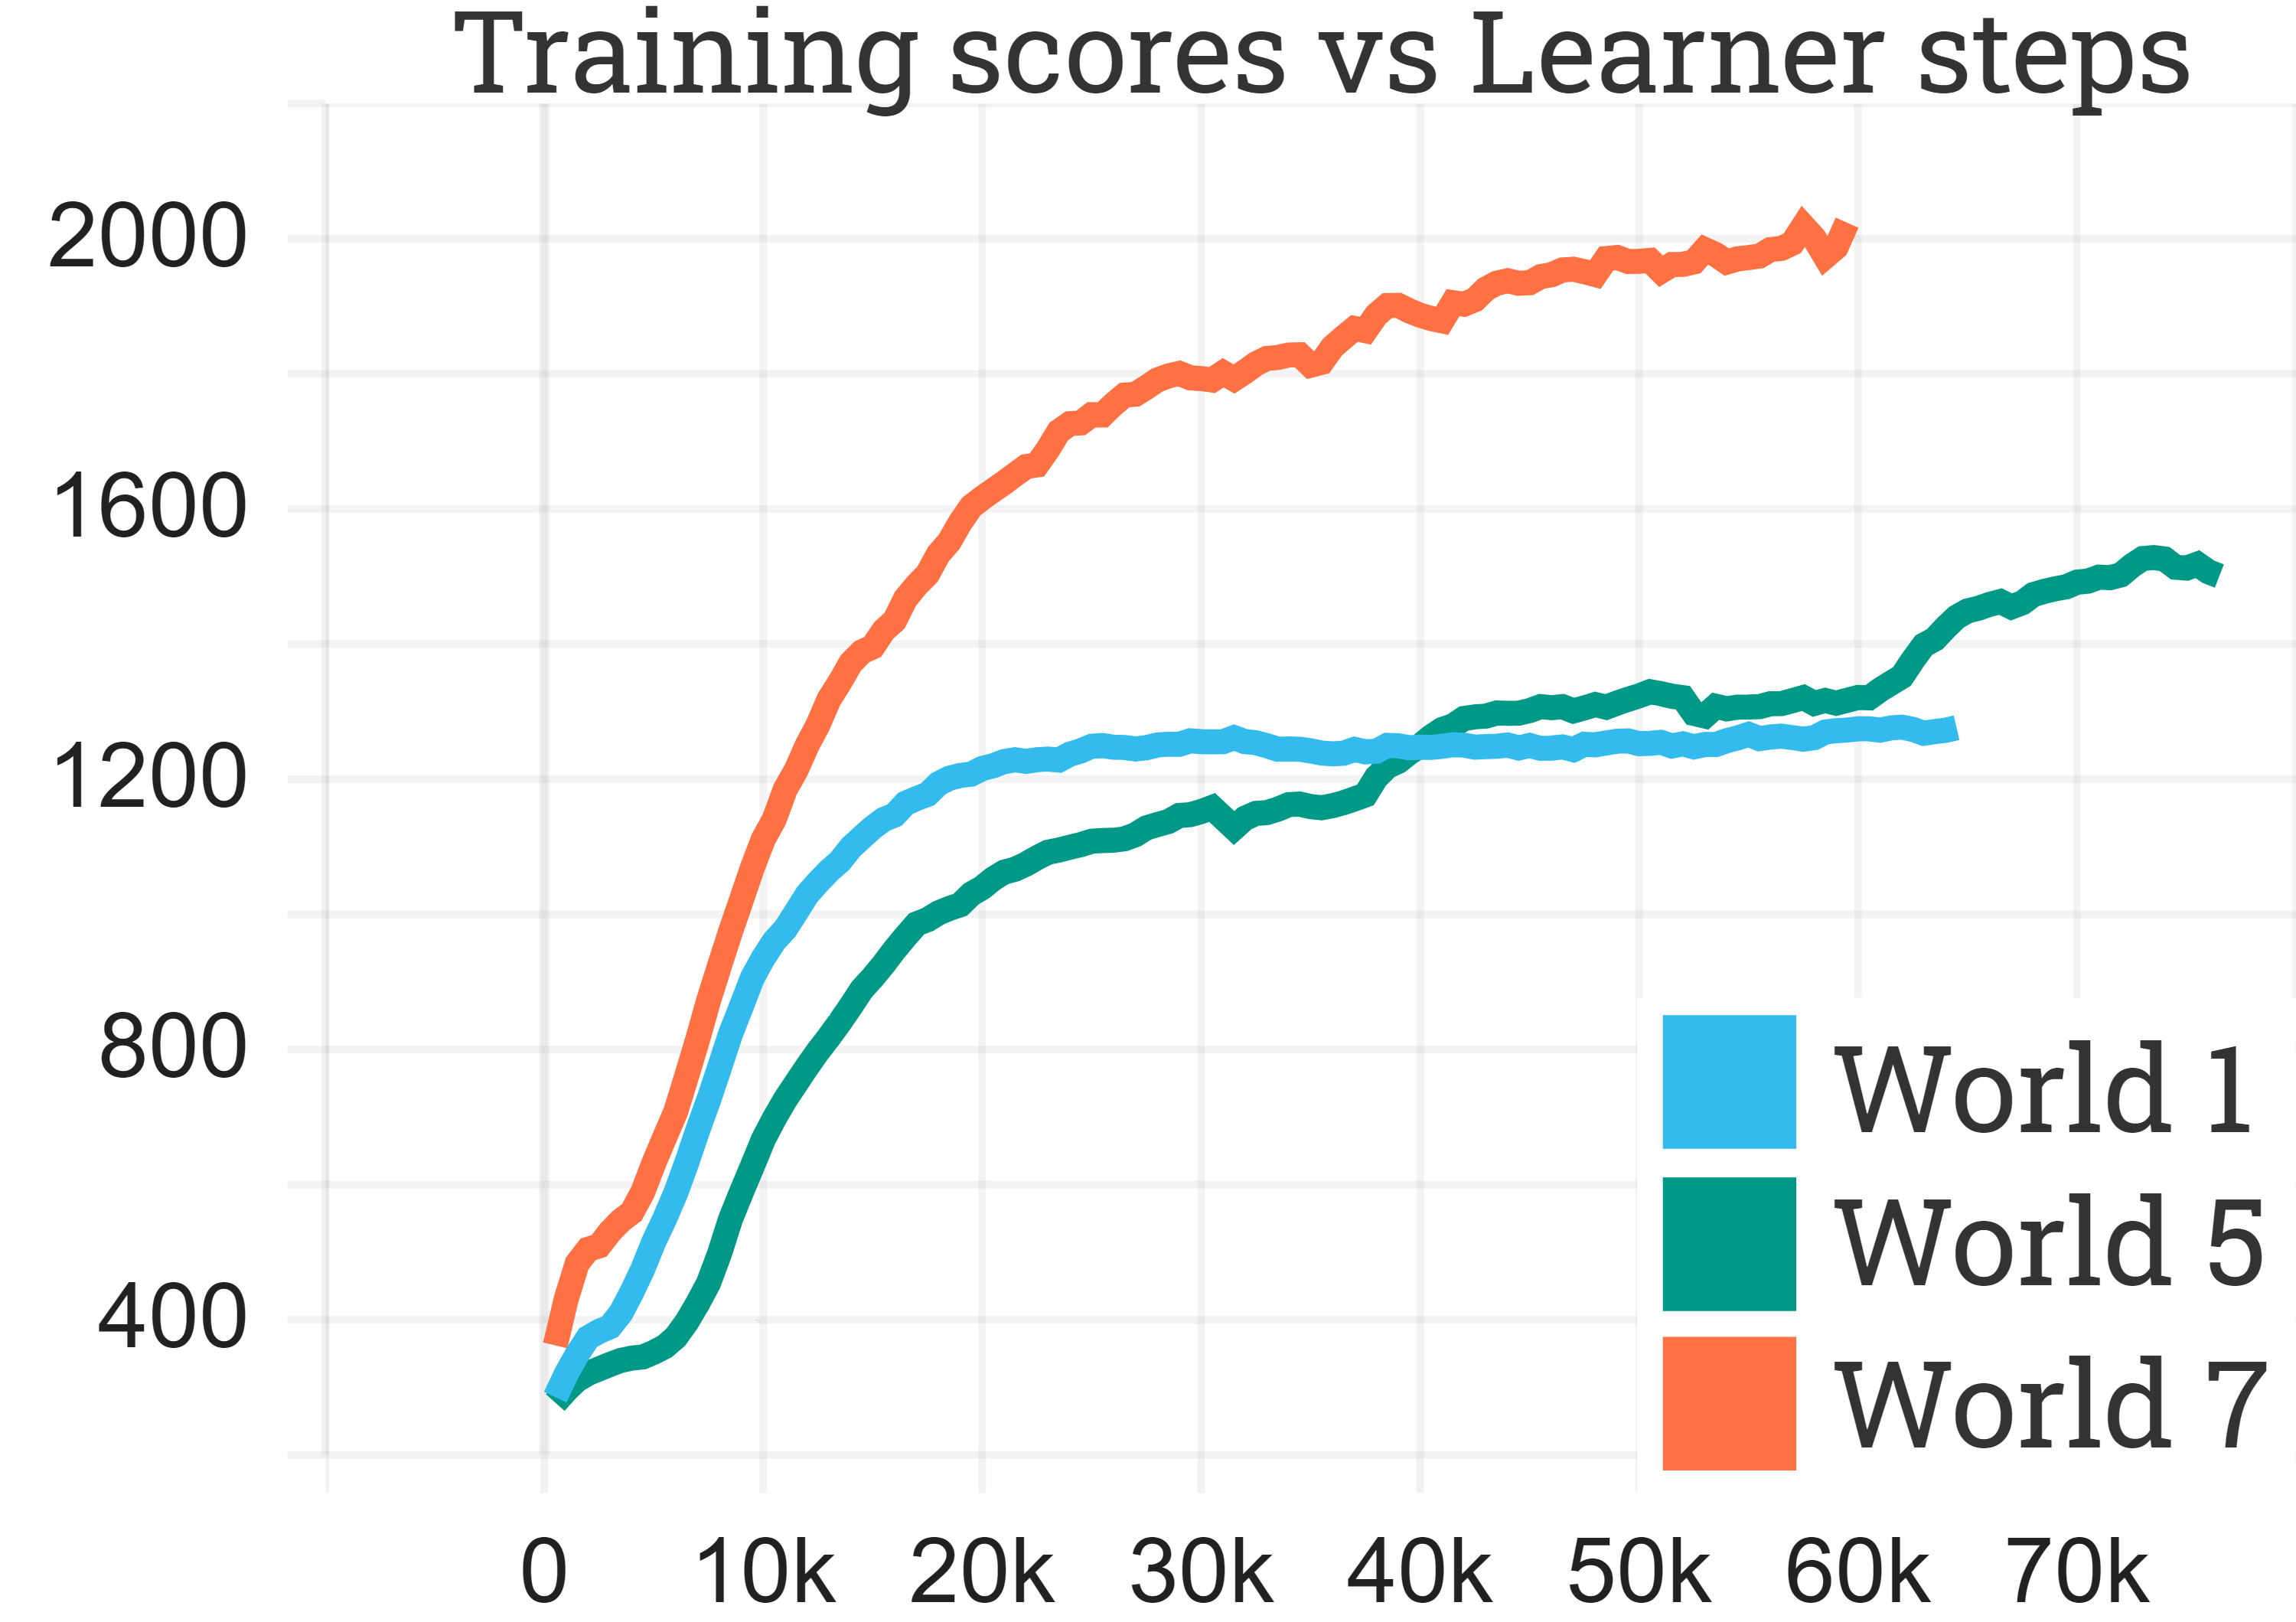 Training scores vs Learner steps
2000
1600
1200
800
400
World 1
World 5
World 7
0 10k 20k 30k 40k 50k 60k 70k